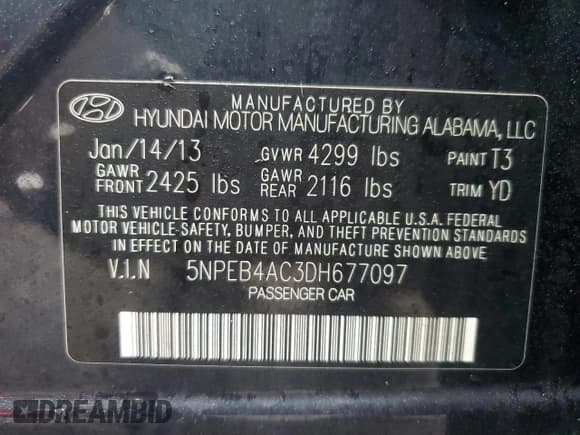 MANUFACTURED BY
HYUNDAI MOTOR MANUFACTURING ALABAMA, LLC
Jan/14/13 GVWR 4299 lbs PAINT T3
GAWR FRONT 2425 lbs GAWR REAR 2116 lbs TRIM YD
THIS VEHICLE CONFORMS TO ALL APPLICABLE U.S.A. FEDERAL
MOTOR VEHICLE-SAFETY, BUMPER, AND THEFT PREVENTION STANDARDS
IN EFFECT ON THE DATE OF MANUFACTURE SHOWN ABOVE
V.I.N 5NPEB4AC3DH677097
PASSENGER CAR
DREAMBID